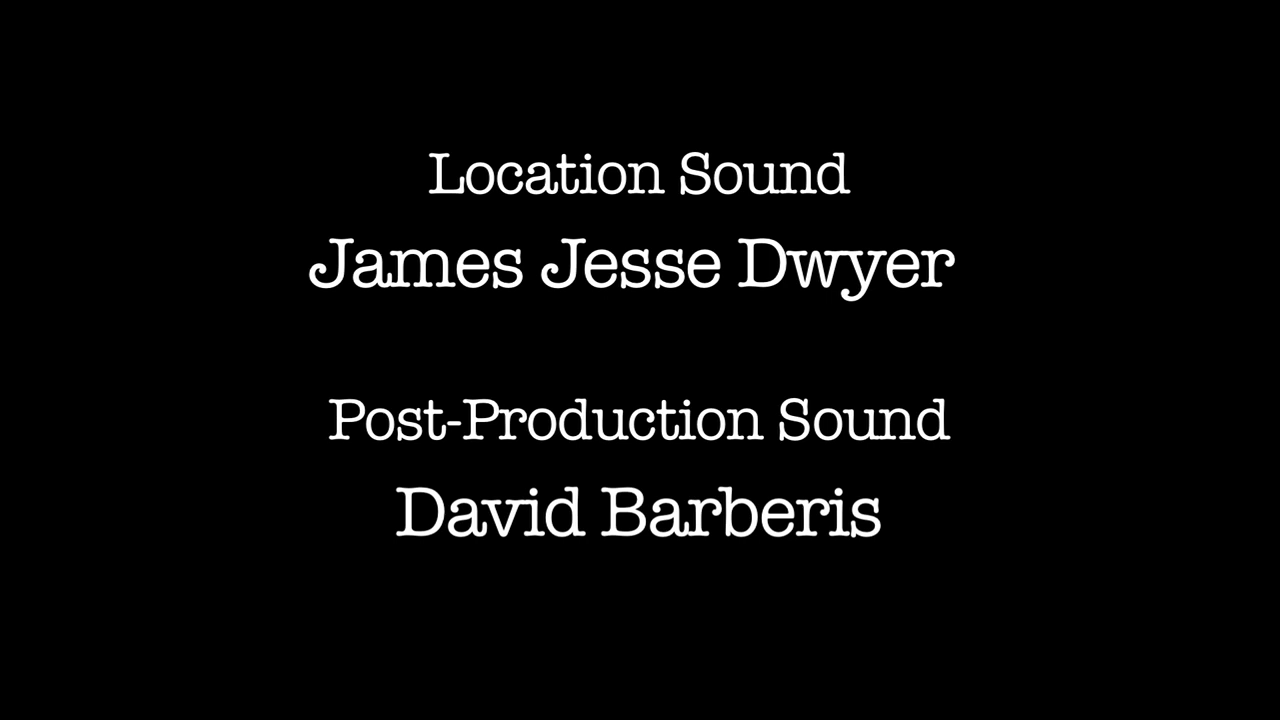 Location Sound
James Jesse Dwyer
Post-Production Sound
David Barberis